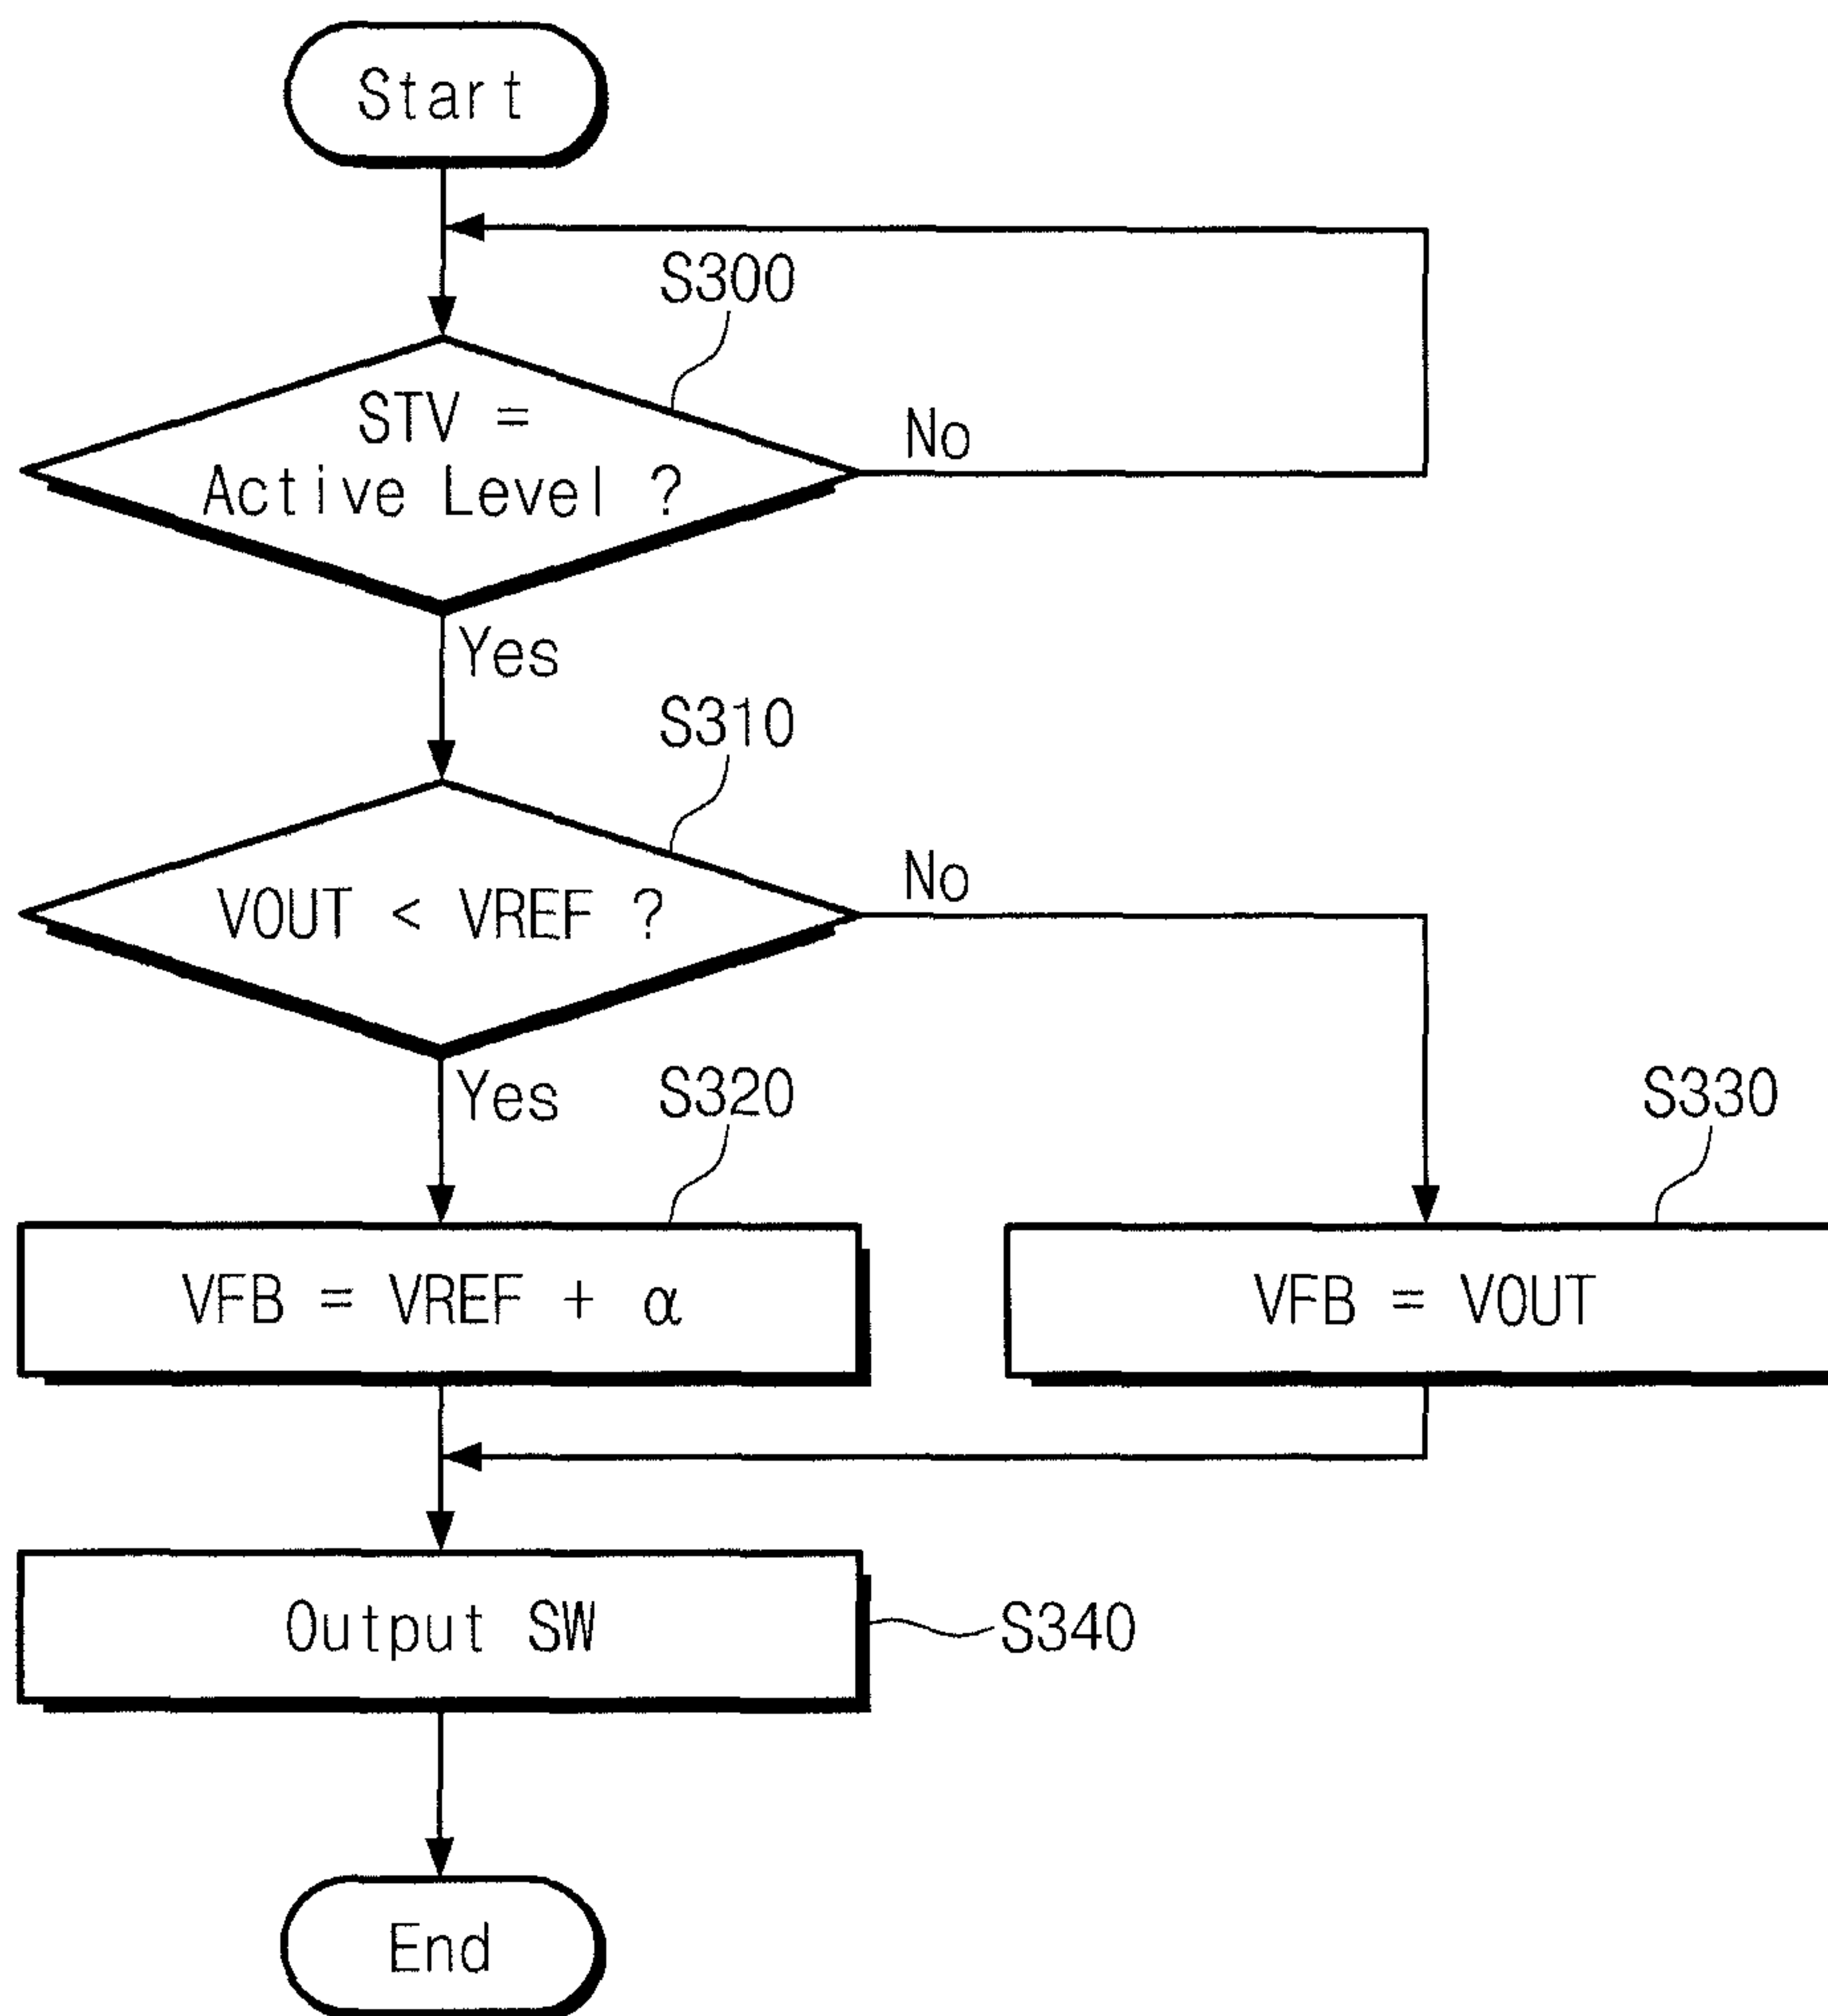 Start
S300
STV =
Active Level ?
No
Yes
S310
VOUT < VREF ?
No
Yes
S320
S330
VFB = VREF + α
VFB = VOUT
Output SW
S340
End